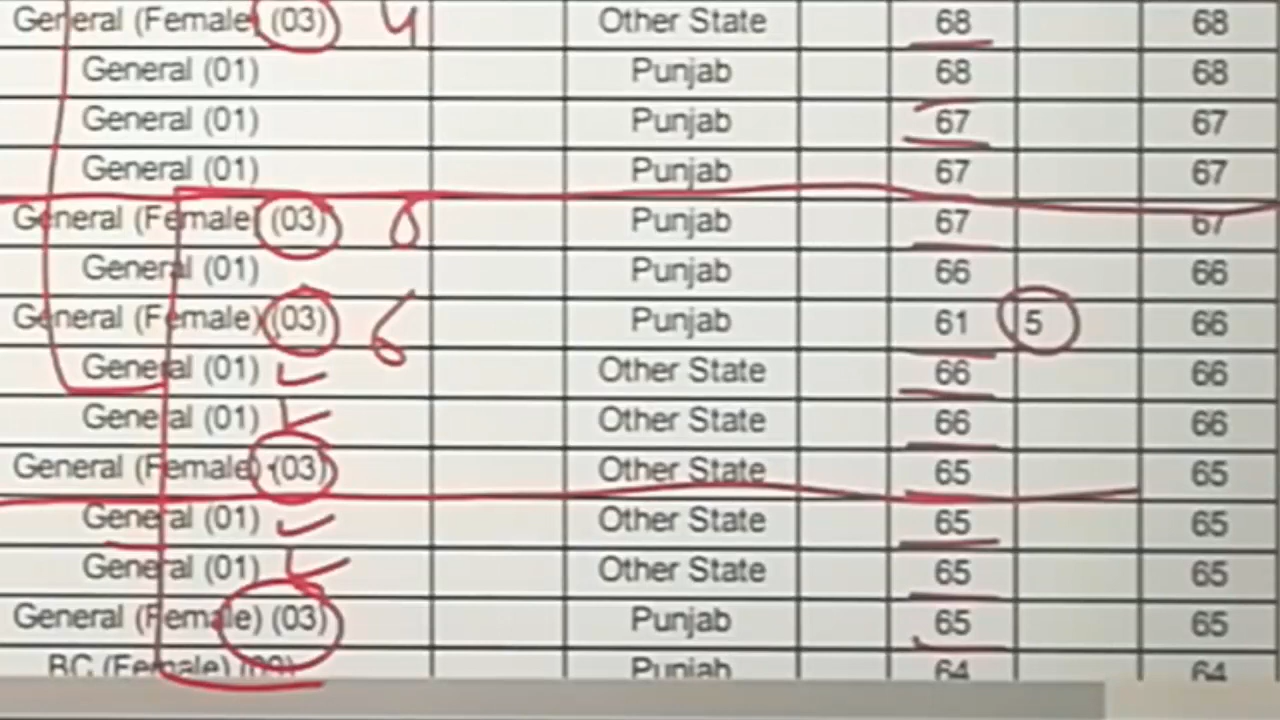 General (Female) (03) 4 Other State 68 68
General (01) Punjab 68 68
General (01) Punjab 67 67
General (01) Punjab 67 67
General (Female) (03) Punjab 67 67
General (01) Punjab 66 66
General (Female) (03) 6 Punjab 61 5 66
General (01) Other State 66 66
General (01) Other State 66 66
General (Female) (03) Other State 65 65
General (01) Other State 65 65
General (01) Other State 65 65
General (Female) (03) Punjab 65 65
BC (Female) Punjab 64 64